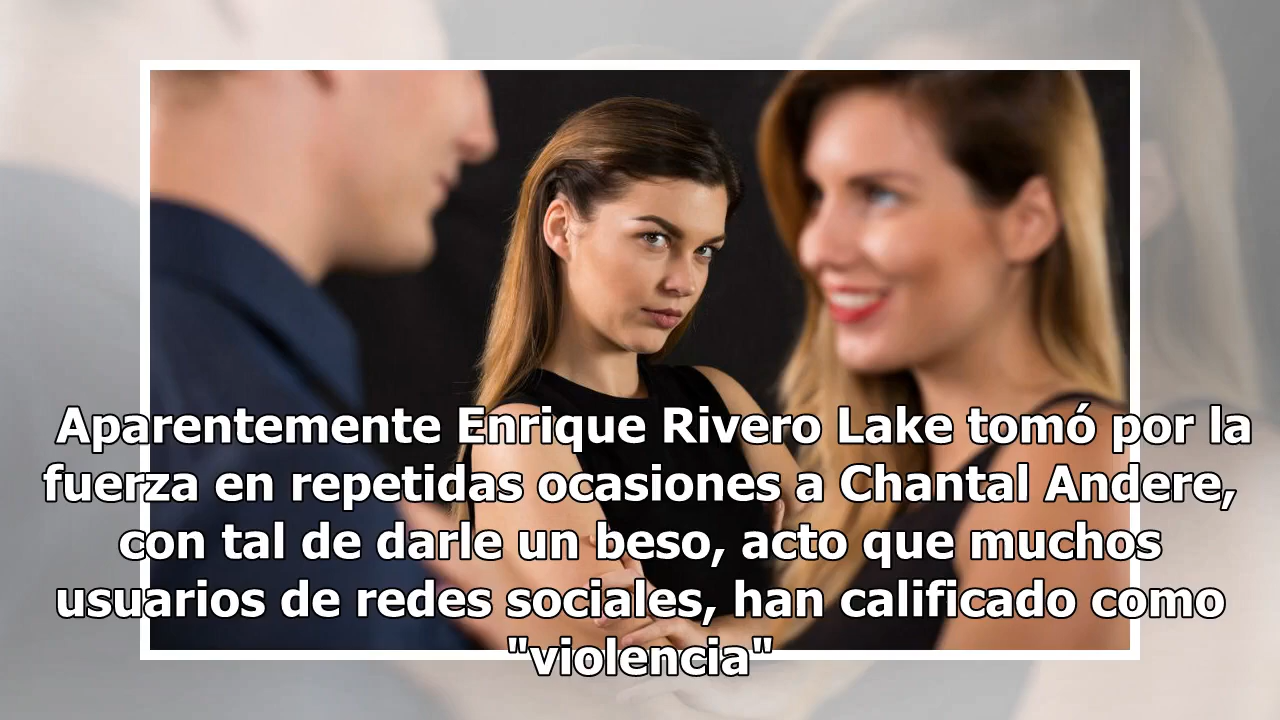 Aparentemente Enrique Rivero Lake tomó por la
fuerza en repetidas ocasiones a Chantal Andere,
con tal de darle un beso, acto que muchos
usuarios de redes sociales, han calificado como
"violencia"